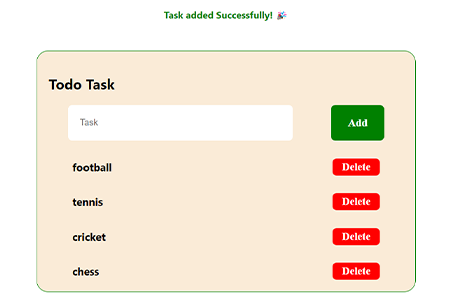 Task added Successfully! 🎉
Todo Task
Task Add
football Delete
tennis Delete
cricket Delete
chess Delete